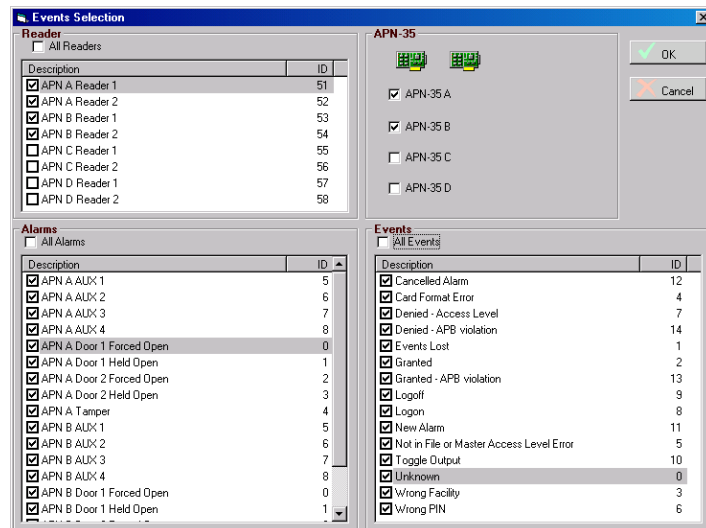 Events Selection
Reader
All Readers
Description ID
APN A Reader 1 51
APN A Reader 2 52
APN B Reader 1 53
APN B Reader 2 54
APN C Reader 1 55
APN C Reader 2 56
APN D Reader 1 57
APN D Reader 2 58
APN-35
APN-35 A
APN-35 B
APN-35 C
APN-35 D
OK
Cancel
Alarms
All Alarms
Description ID
APN A AUX 1 5
APN A AUX 2 6
APN A AUX 3 7
APN A AUX 4 8
APN A Door 1 Forced Open 0
APN A Door 1 Held Open 1
APN A Door 2 Forced Open 2
APN A Door 2 Held Open 3
APN A Tamper 4
APN B AUX 1 5
APN B AUX 2 6
APN B AUX 3 7
APN B AUX 4 8
APN B Door 1 Forced Open 0
APN B Door 1 Held Open 1
Events
All Events
Description ID
Cancelled Alarm 12
Card Format Error 4
Denied - Access Level 7
Denied - APB violation 14
Events Lost 1
Granted 2
Granted - APB violation 13
Logoff 9
Logon 8
New Alarm 11
Not in File or Master Access Level Error 5
Toggle Output 10
Unknown 0
Wrong Facility 3
Wrong PIN 6